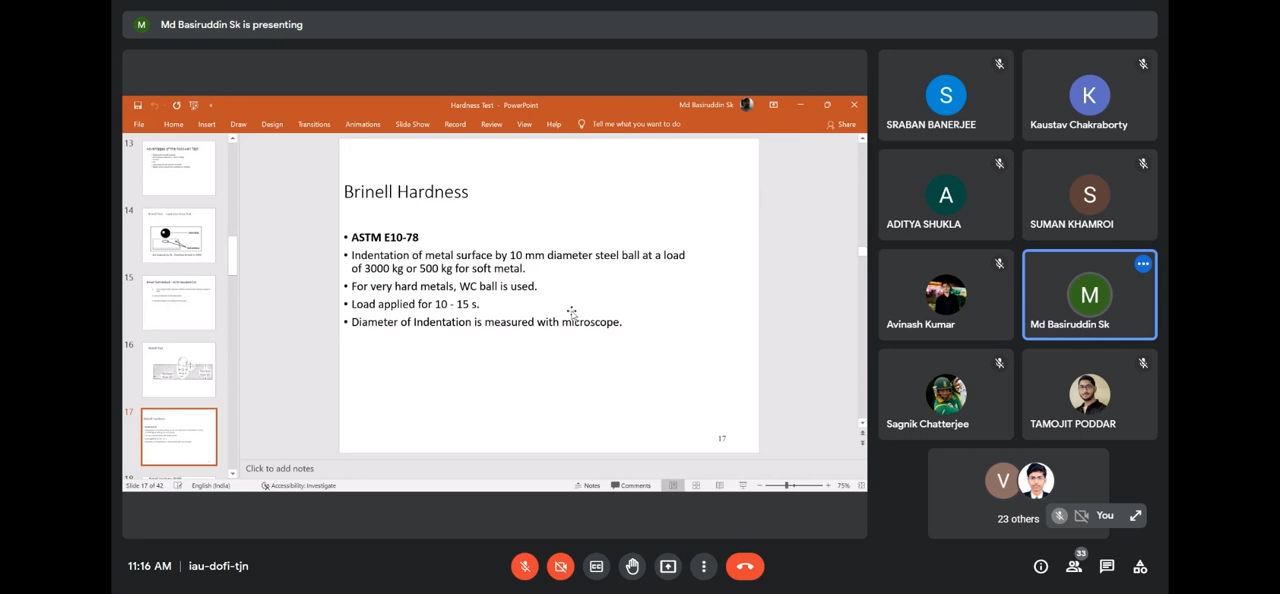 M Md Basiruddin Sk is presenting
Hardness Test - PowerPoint
Md Basiruddin Sk
File Home Insert Draw Design Transitions Animations Slide Show Record Review View Help Tell me what you want to do Share
13
14
15
16
17
18
Brinell Hardness
• ASTM E10-78
• Indentation of metal surface by 10 mm diameter steel ball at a load
of 3000 kg or 500 kg for soft metal.
• For very hard metals, WC ball is used.
• Load applied for 10 - 15 s.
• Diameter of Indentation is measured with microscope.
17
Click to add notes
Slide 17 of 42 English (India) Accessibility: Investigate Notes Comments 75%
S
SRABAN BANERJEE
K
Kaustav Chakraborty
A
ADITYA SHUKLA
S
SUMAN KHAMROI
Avinash Kumar
M
Md Basiruddin Sk
Sagnik Chatterjee
TAMOJIT PODDAR
V
23 others
You
11:16 AM | iau-dofi-tjn
33